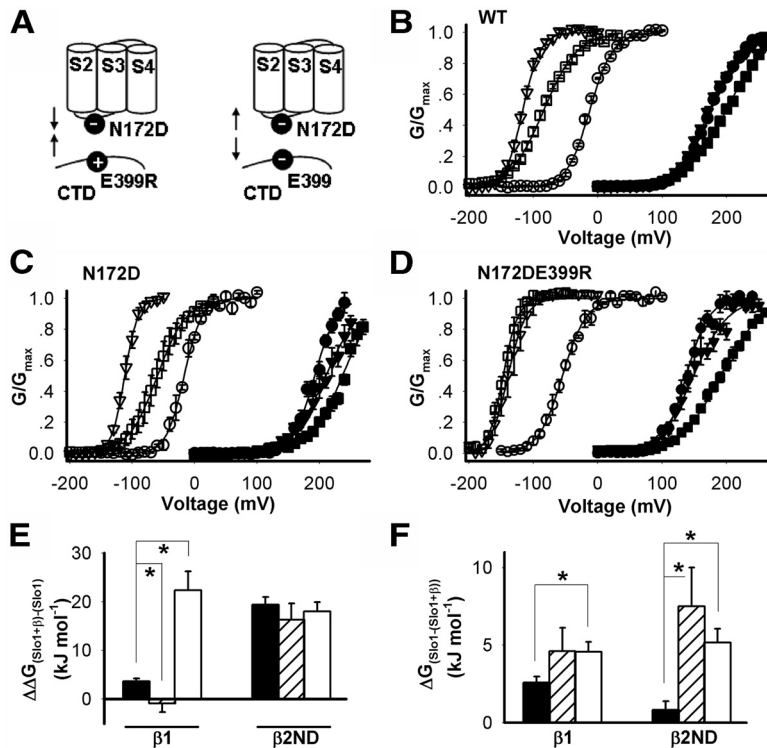 A
S2 S3 S4
N172D
E399R
CTD
S2 S3 S4
N172D
E399
CTD
B
WT
G/Gmax
1.0
.8
.6
.4
.2
0.0
-200 -100 0 100 200
Voltage (mV)
C
N172D
G/Gmax
1.0
.8
.6
.4
.2
0.0
-200 -100 0 100 200
Voltage (mV)
D
N172DE399R
G/Gmax
1.0
.8
.6
.4
.2
0.0
-200 -100 0 100 200
Voltage (mV)
E
ΔΔG(Slo1+β)-(Slo1)
(kJ mol-1)
30
20
10
0
*
*
β1 β2ND
F
ΔG(Slo1-(Slo1+β))
(kJ mol-1)
10
5
0
*
*
*
β1 β2ND